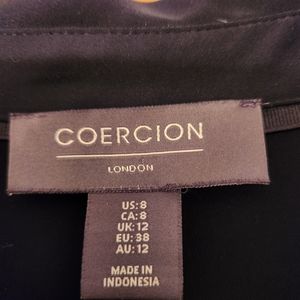 COERCION
LONDON
US: 8
CA: 8
UK: 12
EU: 38
AU: 12
MADE IN
INDONESIA